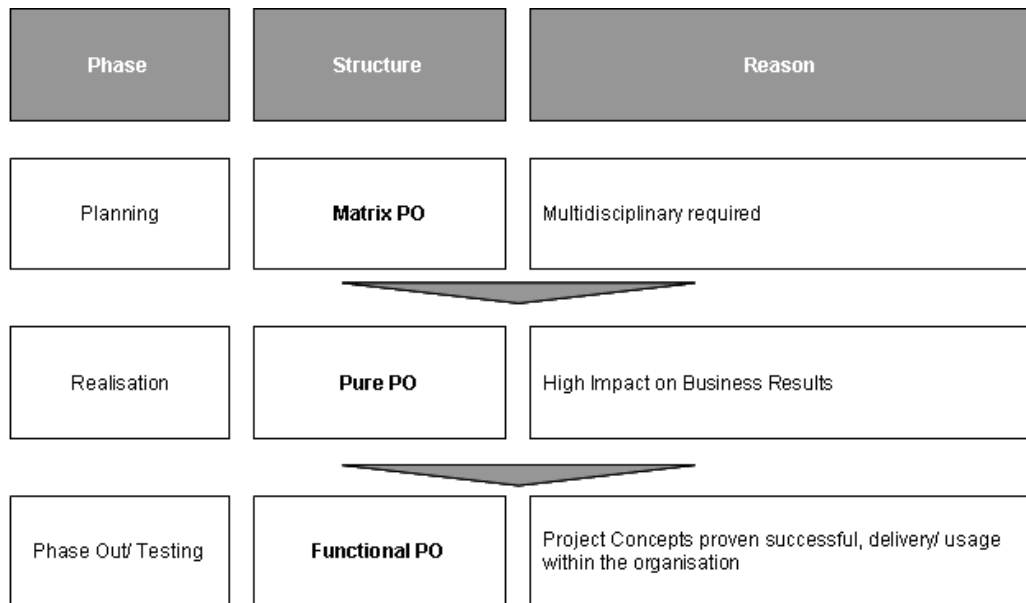 Phase
Structure
Reason
Planning
Matrix PO
Multidisciplinary required
Realisation
Pure PO
High Impact on Business Results
Phase Out/ Testing
Functional PO
Project Concepts proven successful, delivery/ usage
within the organisation